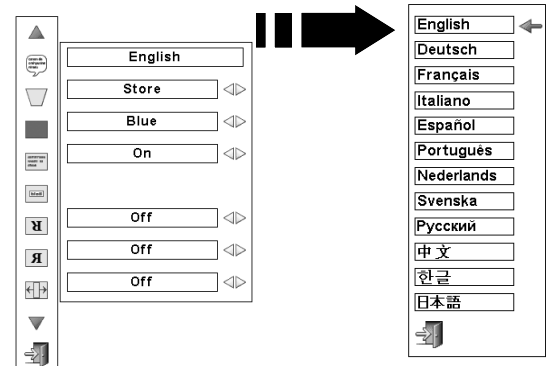 English
Store
Blue
On
Off
Off
Off
English
Deutsch
Français
Italiano
Español
Português
Nederlands
Svenska
Русский
中文
한글
日本語